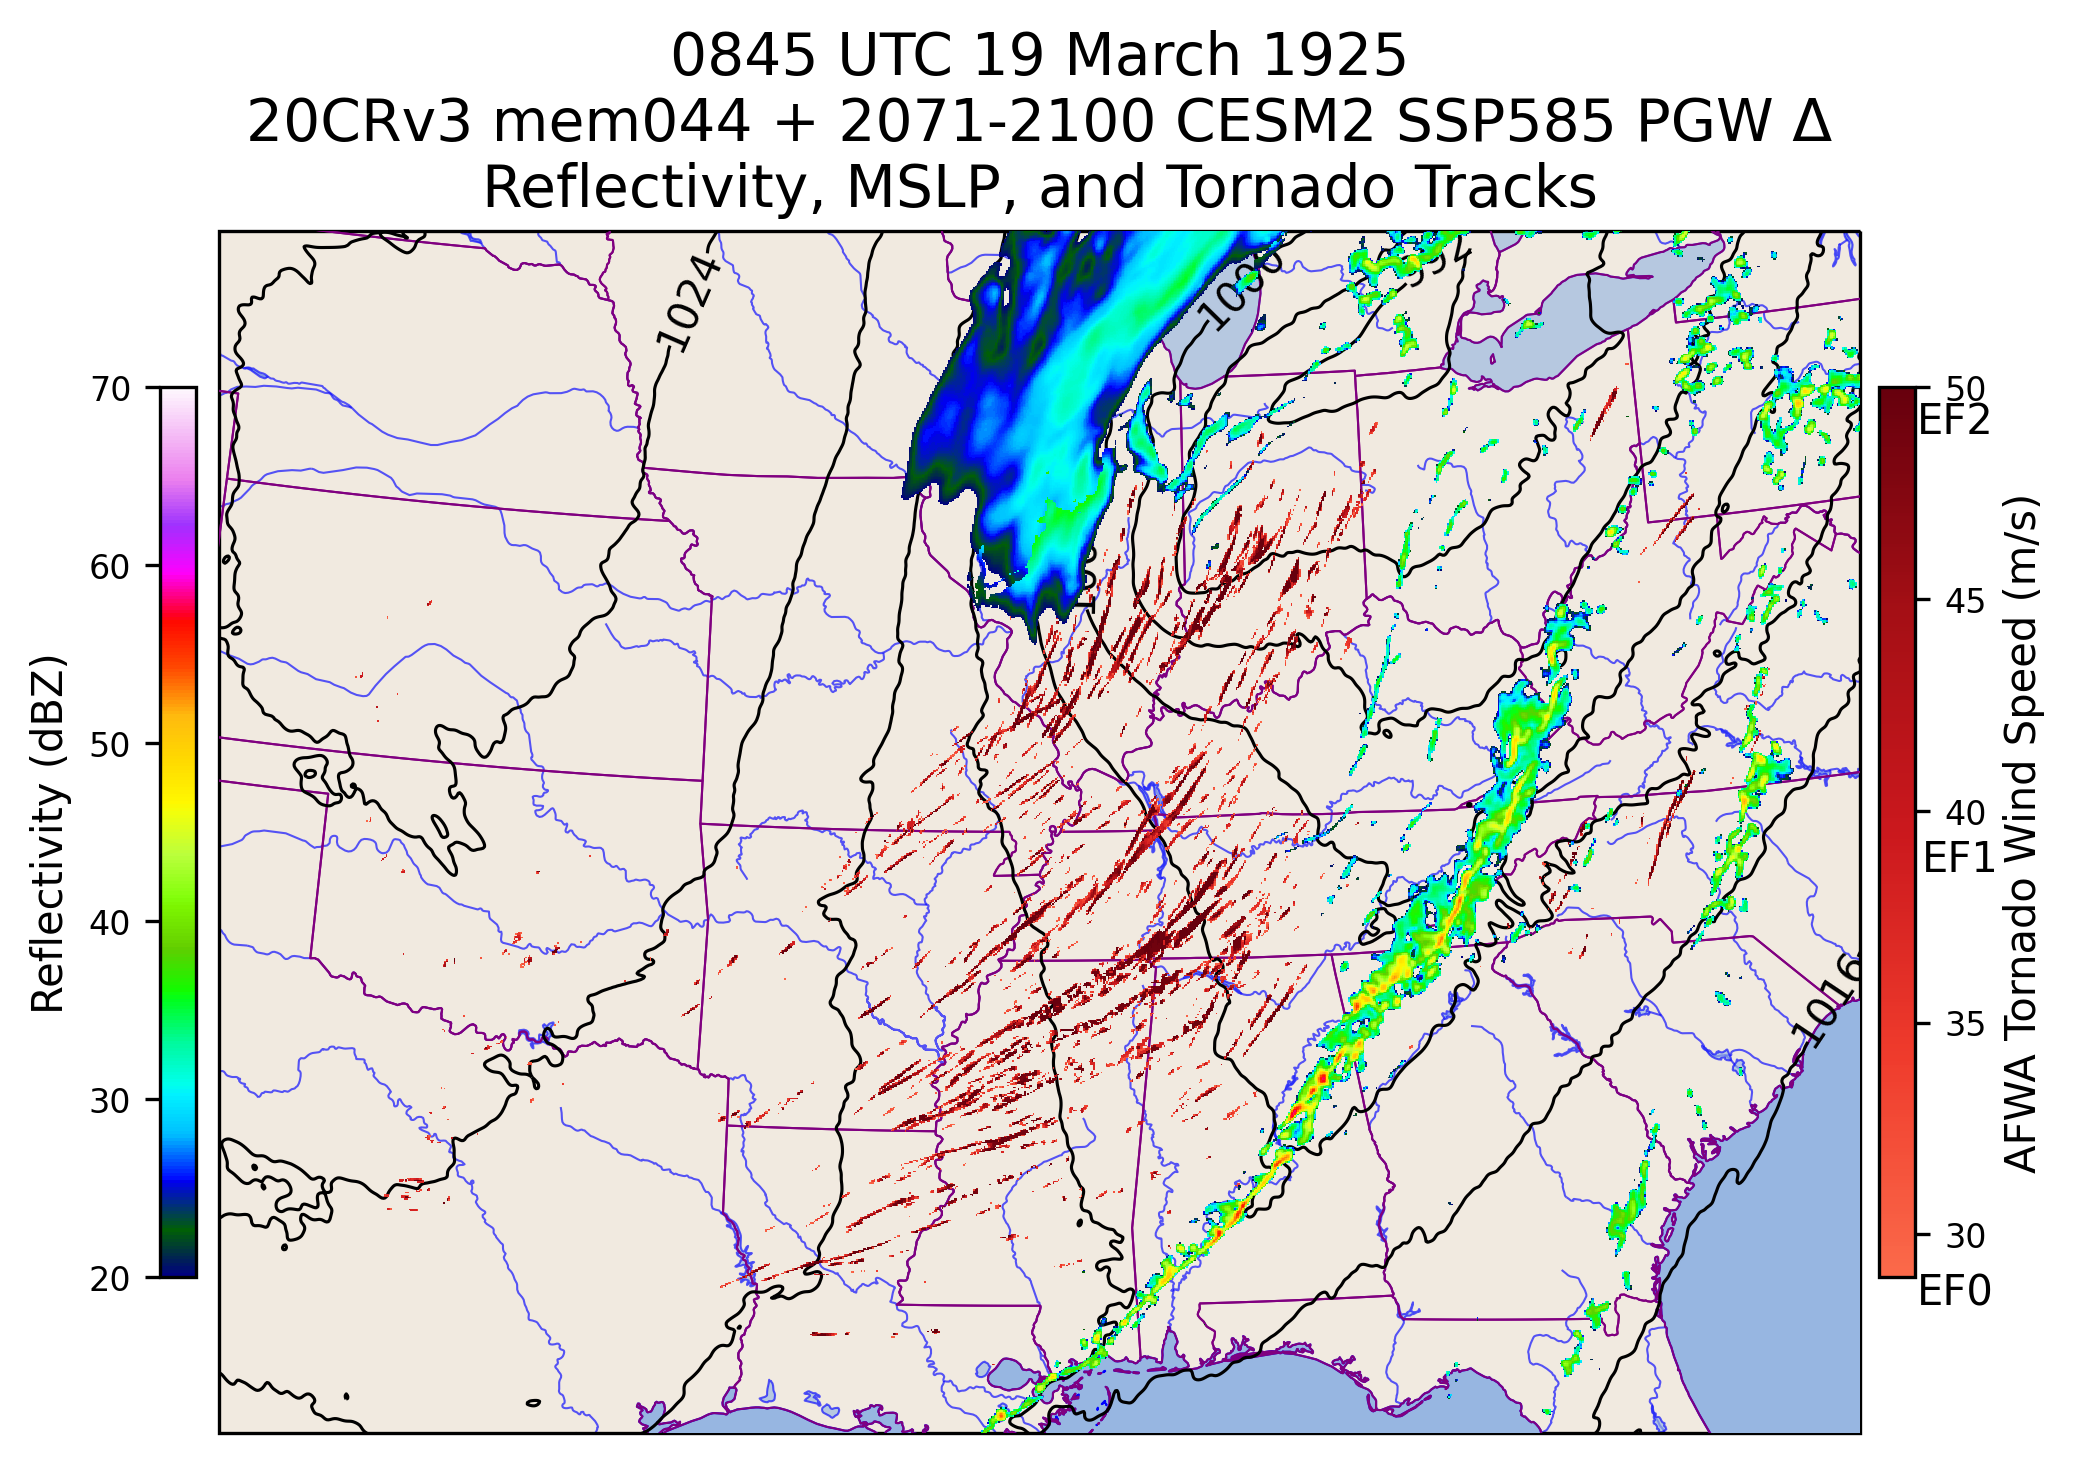 0845 UTC 19 March 1925
20CRv3 mem044 + 2071-2100 CESM2 SSP585 PGW Δ
Reflectivity, MSLP, and Tornado Tracks
1024
1016
Reflectivity (dBZ)
70
60
50
40
30
20
50
EF2
45
40
EF1
35
30
EF0
AFWA Tornado Wind Speed (m/s)